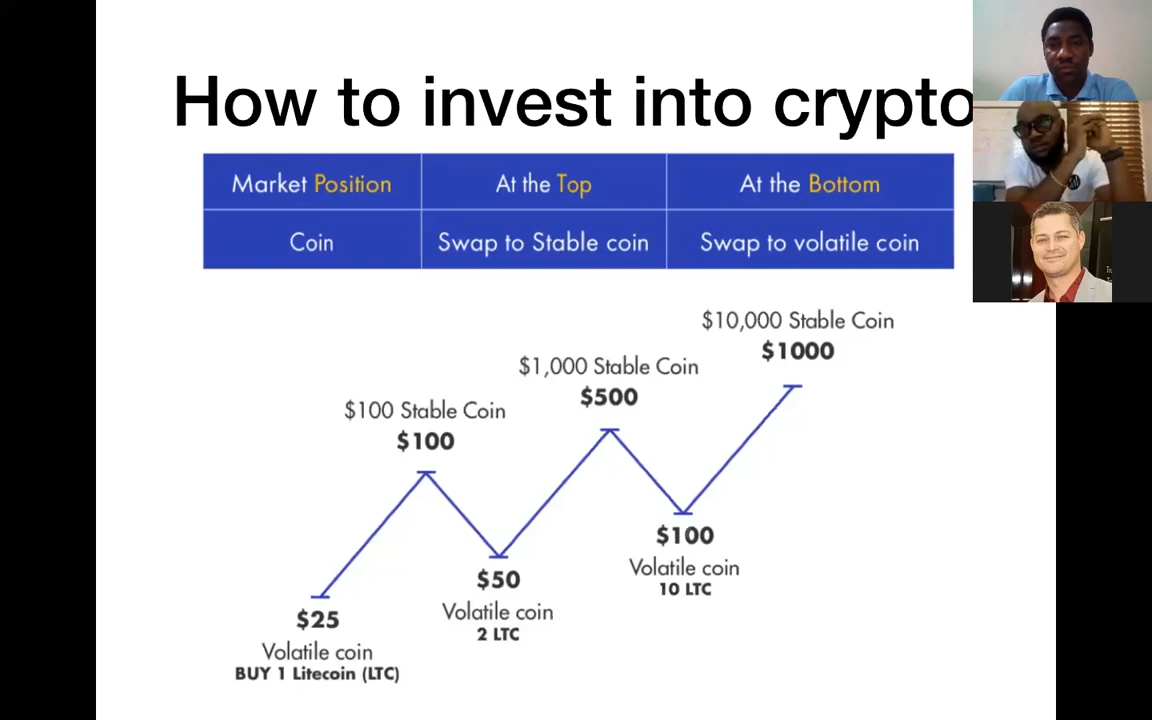 How to invest into crypto
Market Position
At the Top
At the Bottom
Coin
Swap to Stable coin
Swap to volatile coin
$10,000 Stable Coin
$1000
$1,000 Stable Coin
$500
$100 Stable Coin
$100
$100
Volatile coin
10 LTC
$50
Volatile coin
2 LTC
$25
Volatile coin
BUY 1 Litecoin (LTC)